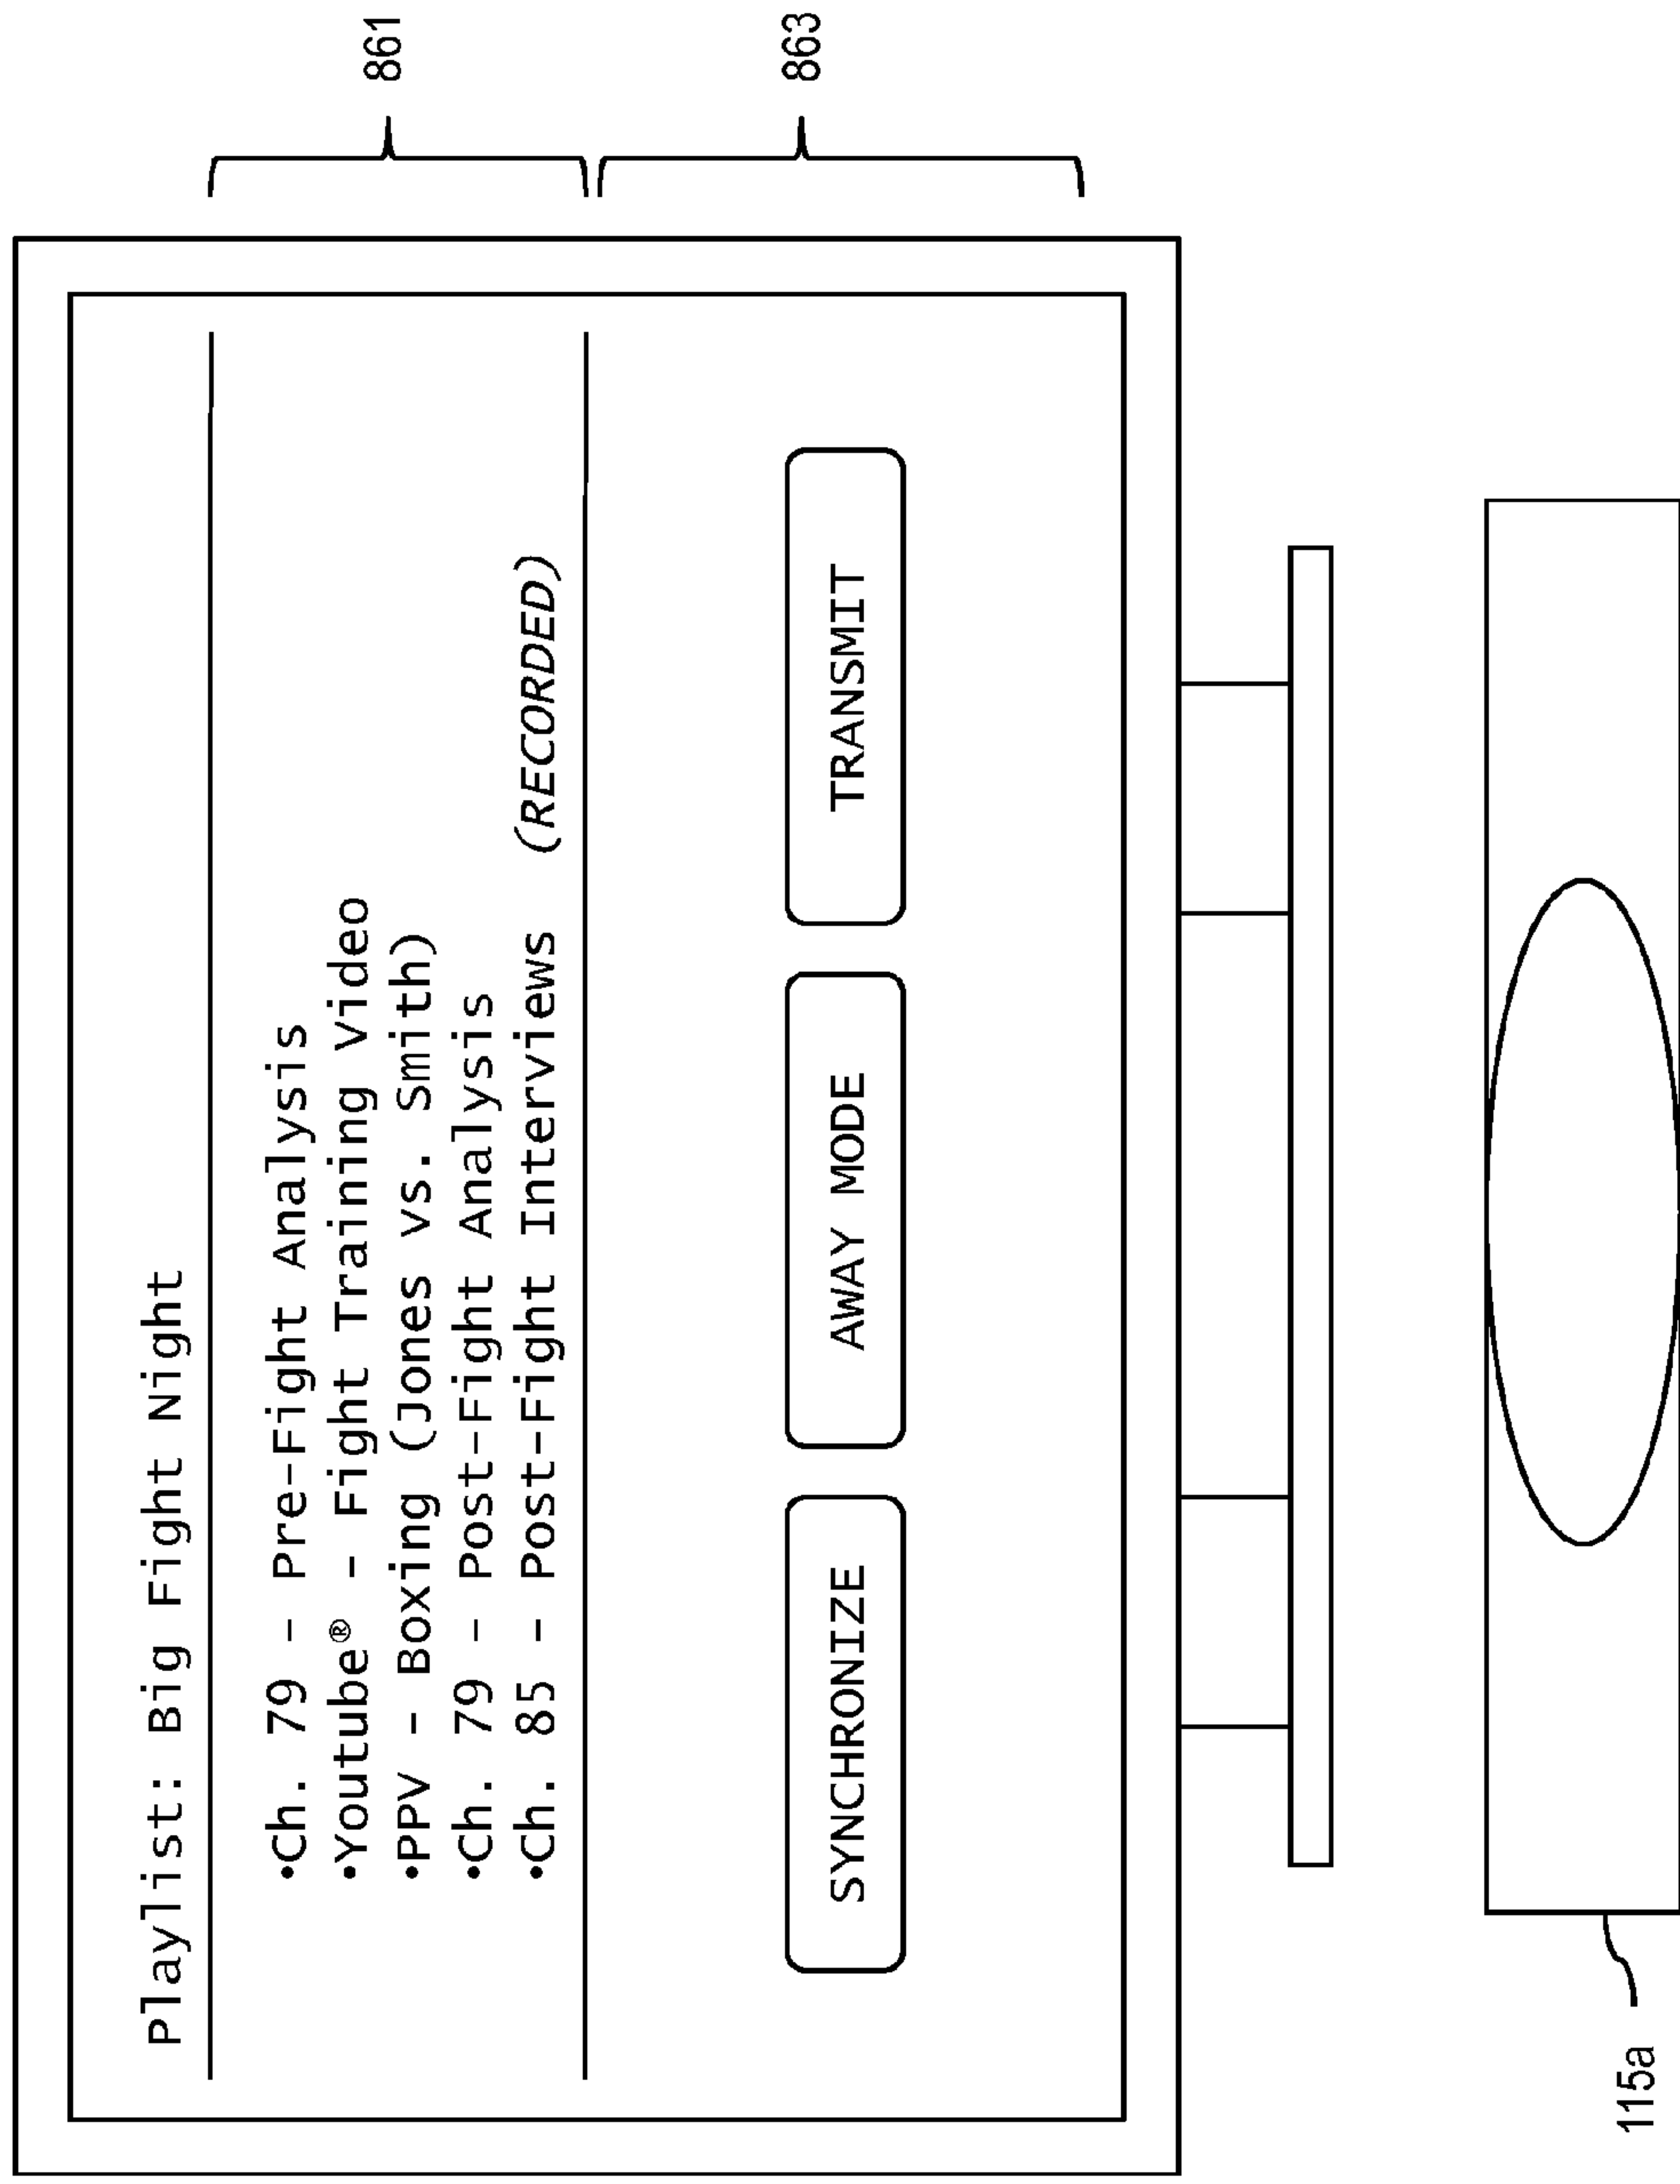 Playlist: Big Fight Night
•Ch. 79 – Pre-Fight Analysis
•Youtube® - Fight Training Video
•PPV – Boxing (Jones vs. Smith)
•Ch. 79 – Post-Fight Analysis
•Ch. 85 – Post-Fight Interviews (RECORDED)
861
SYNCHRONIZE
AWAY MODE
TRANSMIT
863
115a